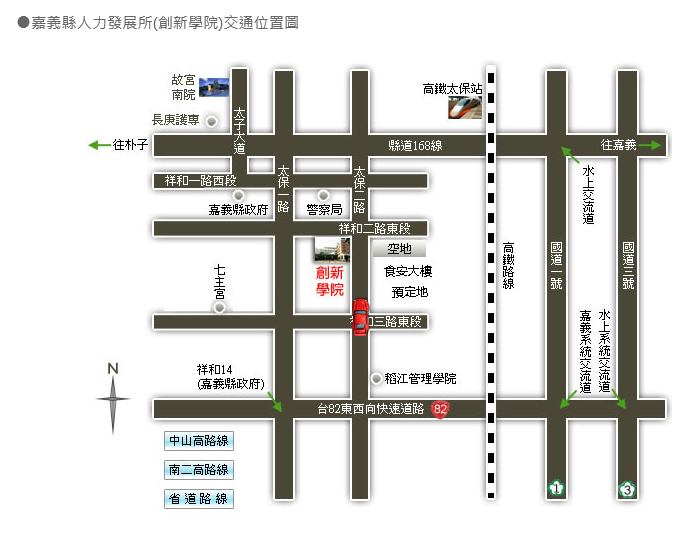 ●嘉義縣人力發展所(創新學院)交通位置圖
故宮
南院
高鐵太保站
長庚護專
太子大道
往朴子
縣道168線
往嘉義
水上交流道
祥和一路西段
太保一路
太保二路
嘉義縣政府
警察局
祥和二路東段
空地
食安大樓
預定地
創新
學院
七主宮
高鐵路線
國道一號
國道三號
和三路東段
嘉義系統交流道
水上系統交流道
N
祥和14
(嘉義縣政府)
稻江管理學院
台82東西向快速道路
82
中山高路線
南二高路線
省道路線
1
3